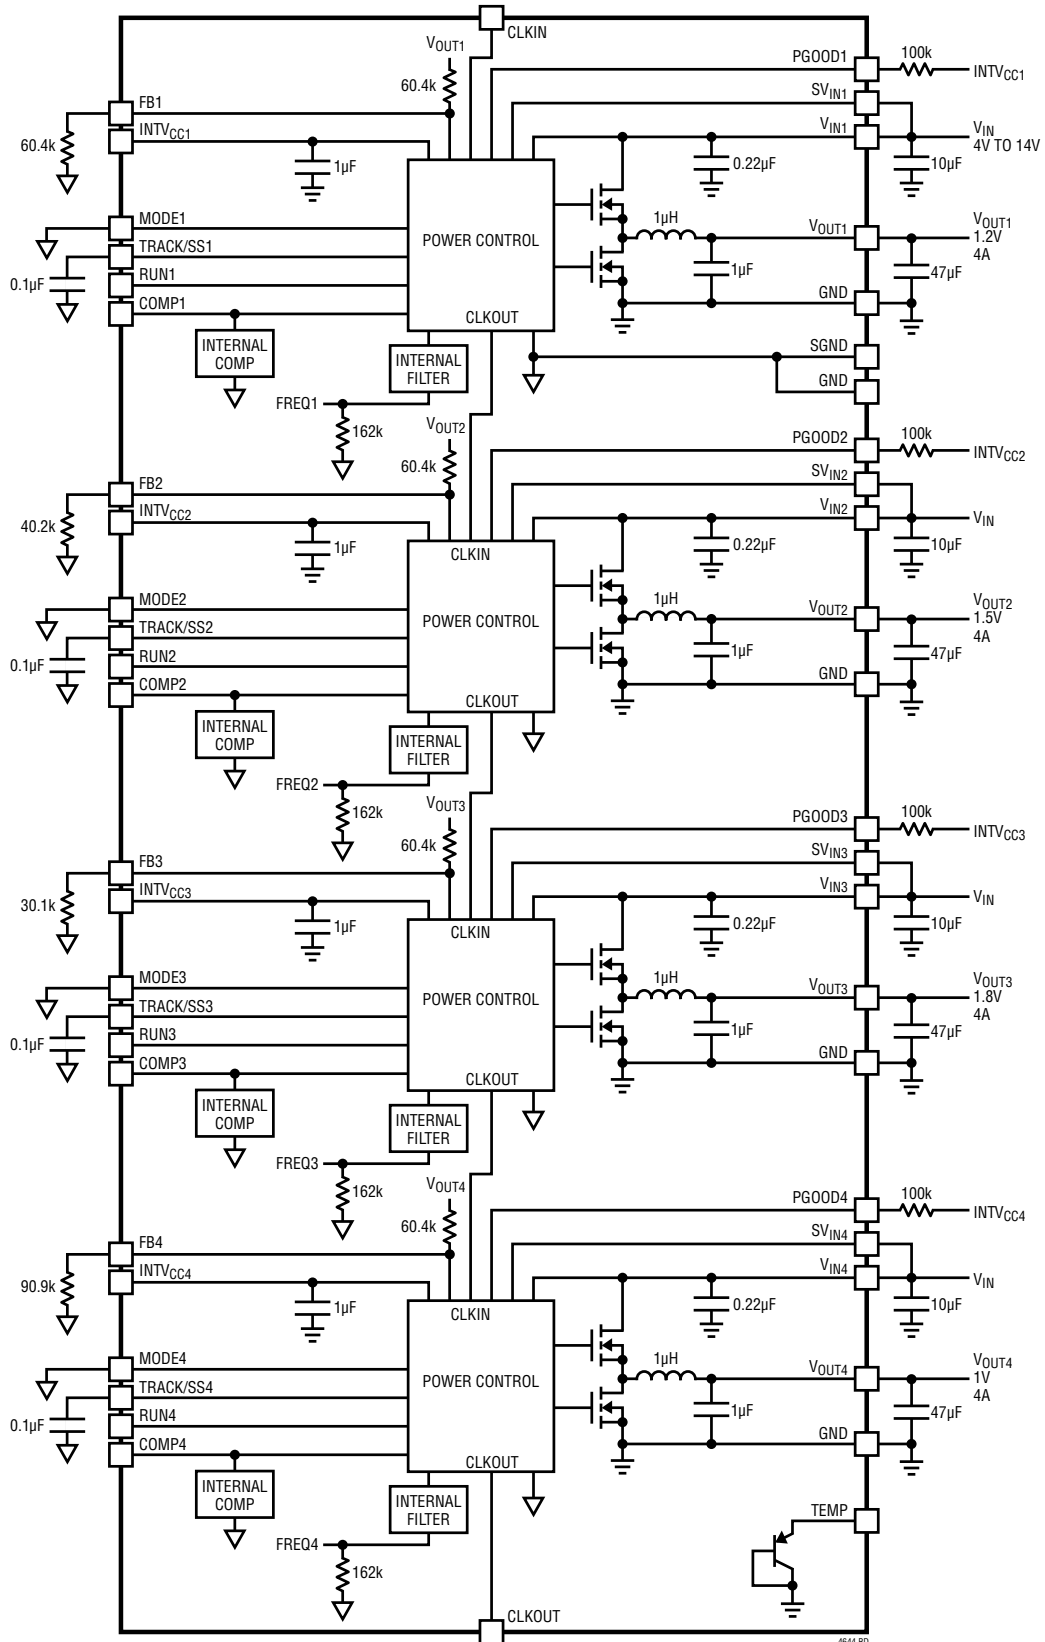 CLKIN
VOUT1
60.4k
PGOOD1
100k
INTVCC1
SVIN1
FB1
VIN1
VIN
4V TO 14V
INTVCC1
60.4k
1µF
0.22µF
10µF
POWER CONTROL
1µH
MODE1
TRACK/SS1
RUN1
COMP1
0.1µF
VOUT1
VOUT1
1.2V
4A
1µF
47µF
GND
CLKOUT
INTERNAL
COMP
INTERNAL
FILTER
SGND
GND
FREQ1
162k
VOUT2
60.4k
PGOOD2
100k
INTVCC2
SVIN2
FB2
VIN2
VIN
INTVCC2
40.2k
1µF
CLKIN
0.22µF
10µF
POWER CONTROL
1µH
MODE2
TRACK/SS2
RUN2
COMP2
0.1µF
VOUT2
VOUT2
1.5V
4A
1µF
47µF
GND
CLKOUT
INTERNAL
COMP
INTERNAL
FILTER
FREQ2
162k
VOUT3
60.4k
PGOOD3
100k
INTVCC3
SVIN3
FB3
VIN3
VIN
INTVCC3
30.1k
1µF
CLKIN
0.22µF
10µF
POWER CONTROL
1µH
MODE3
TRACK/SS3
RUN3
COMP3
0.1µF
VOUT3
VOUT3
1.8V
4A
1µF
47µF
GND
CLKOUT
INTERNAL
COMP
INTERNAL
FILTER
FREQ3
162k
VOUT4
60.4k
PGOOD4
100k
INTVCC4
SVIN4
FB4
VIN4
VIN
INTVCC4
90.9k
1µF
CLKIN
0.22µF
10µF
POWER CONTROL
1µH
MODE4
TRACK/SS4
RUN4
COMP4
0.1µF
VOUT4
VOUT4
1V
4A
1µF
47µF
GND
CLKOUT
INTERNAL
COMP
INTERNAL
FILTER
FREQ4
162k
TEMP
CLKOUT
4644 BD